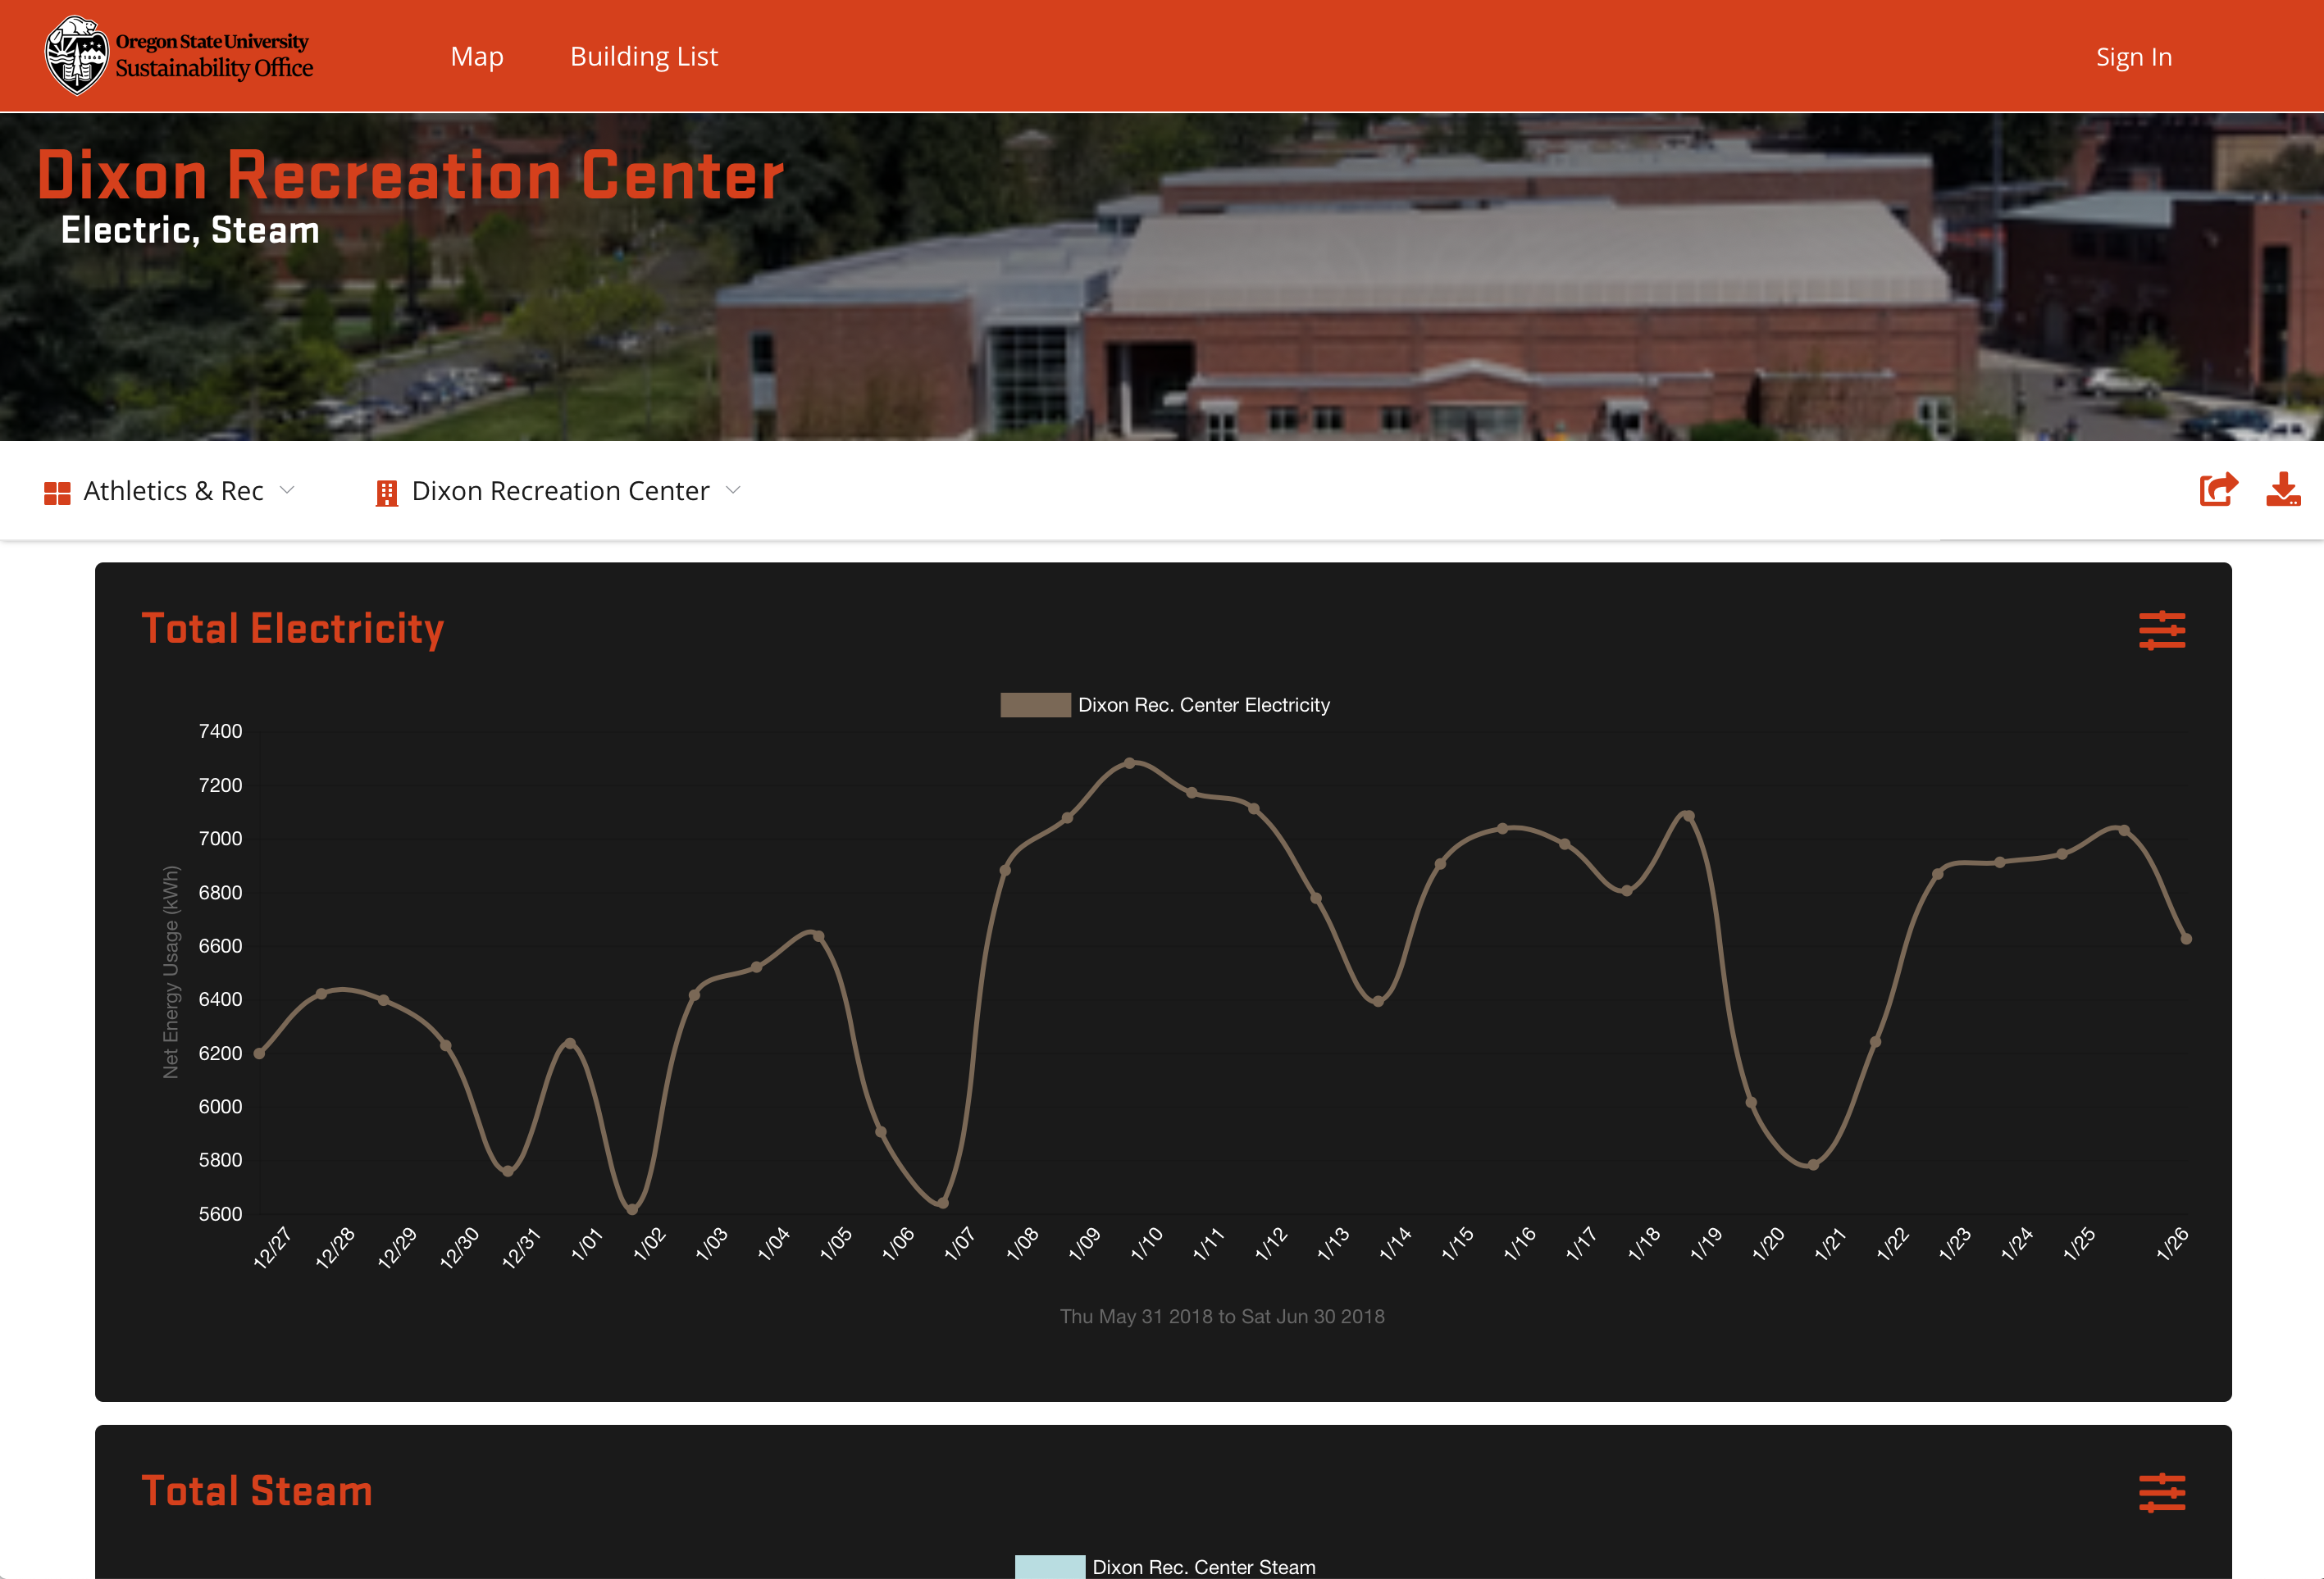 Oregon State University
Sustainability Office
Map
Building List
Sign In
Dixon Recreation Center
Electric, Steam
Athletics & Rec
Dixon Recreation Center
Total Electricity
Dixon Rec. Center Electricity
7400
7200
7000
6800
6600
6400
6200
6000
5800
5600
Net Energy Usage (kWh)
12/27
12/28
12/29
12/30
12/31
1/01
1/02
1/03
1/04
1/05
1/06
1/07
1/08
1/09
1/10
1/11
1/12
1/13
1/14
1/15
1/16
1/17
1/18
1/19
1/20
1/21
1/22
1/23
1/24
1/25
1/26
Thu May 31 2018 to Sat Jun 30 2018
Total Steam
Dixon Rec. Center Steam